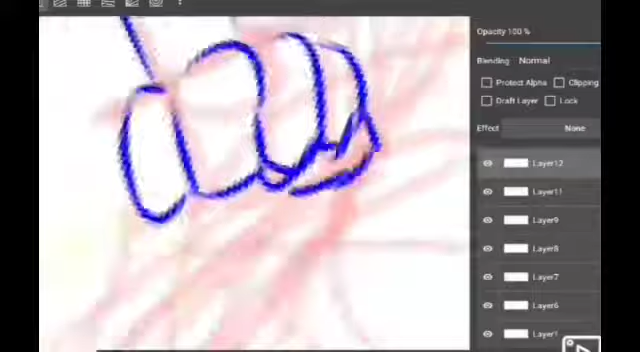 Opacity 100 %
Blending Normal
Protect Alpha Clipping
Draft Layer Lock
Effect None
Layer12
Layer11
Layer9
Layer8
Layer7
Layer6
Layer1